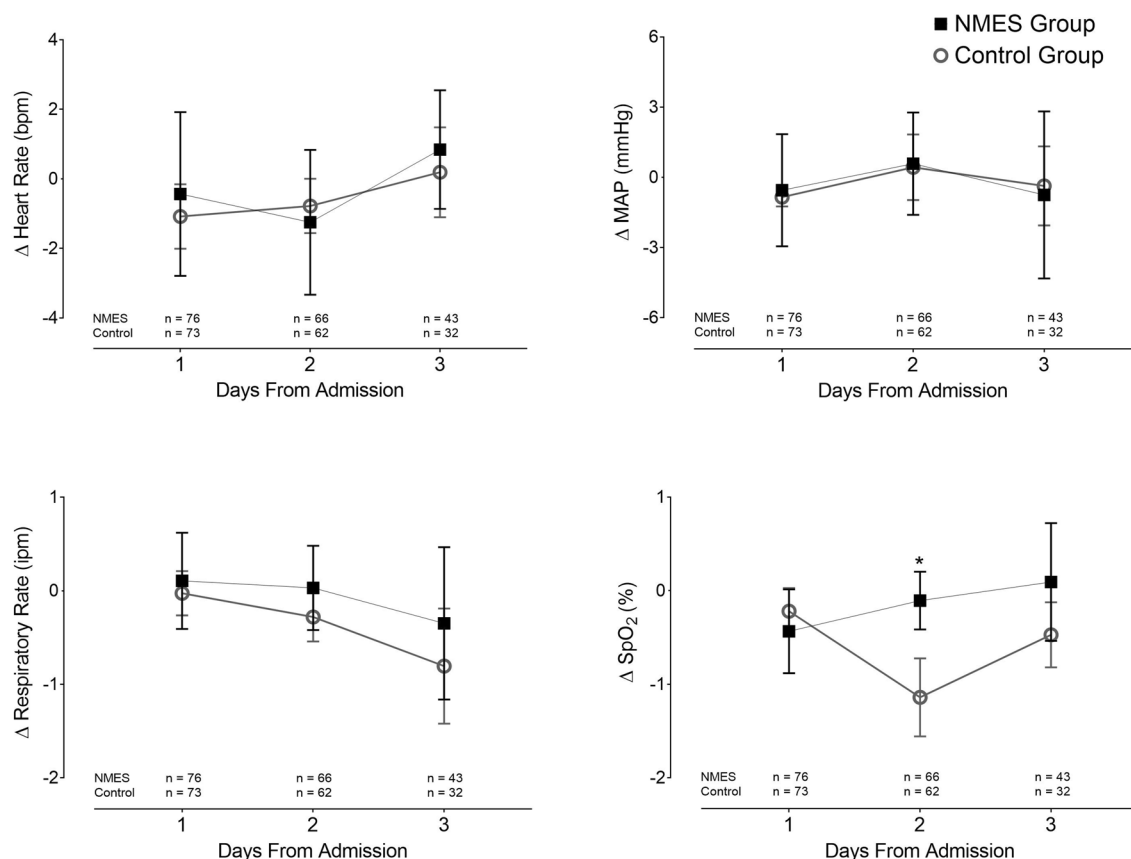 NMES Group
Control Group
Δ Heart Rate (bpm)
4
2
0
-2
-4
NMES n = 76 n = 66 n = 43
Control n = 73 n = 62 n = 32
1 2 3
Days From Admission
Δ MAP (mmHg)
6
3
0
-3
-6
NMES n = 76 n = 66 n = 43
Control n = 73 n = 62 n = 32
1 2 3
Days From Admission
Δ Respiratory Rate (ipm)
1
0
-1
-2
NMES n = 76 n = 66 n = 43
Control n = 73 n = 62 n = 32
1 2 3
Days From Admission
Δ SpO₂ (%)
1
0
-1
-2
*
NMES n = 76 n = 66 n = 43
Control n = 73 n = 62 n = 32
1 2 3
Days From Admission